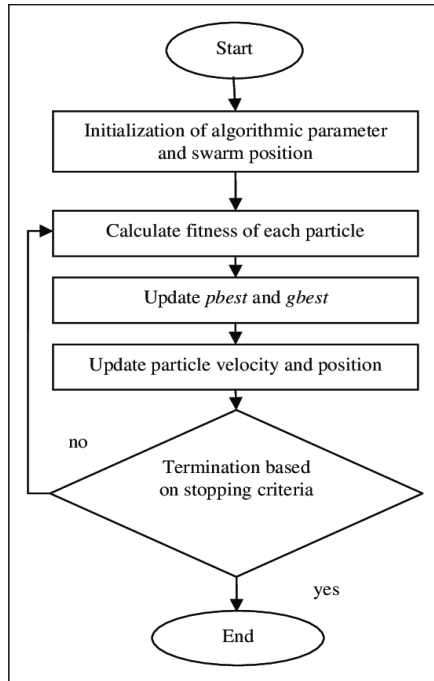 Start
Initialization of algorithmic parameter
and swarm position
Calculate fitness of each particle
Update pbest and gbest
Update particle velocity and position
no
Termination based
on stopping criteria
yes
End